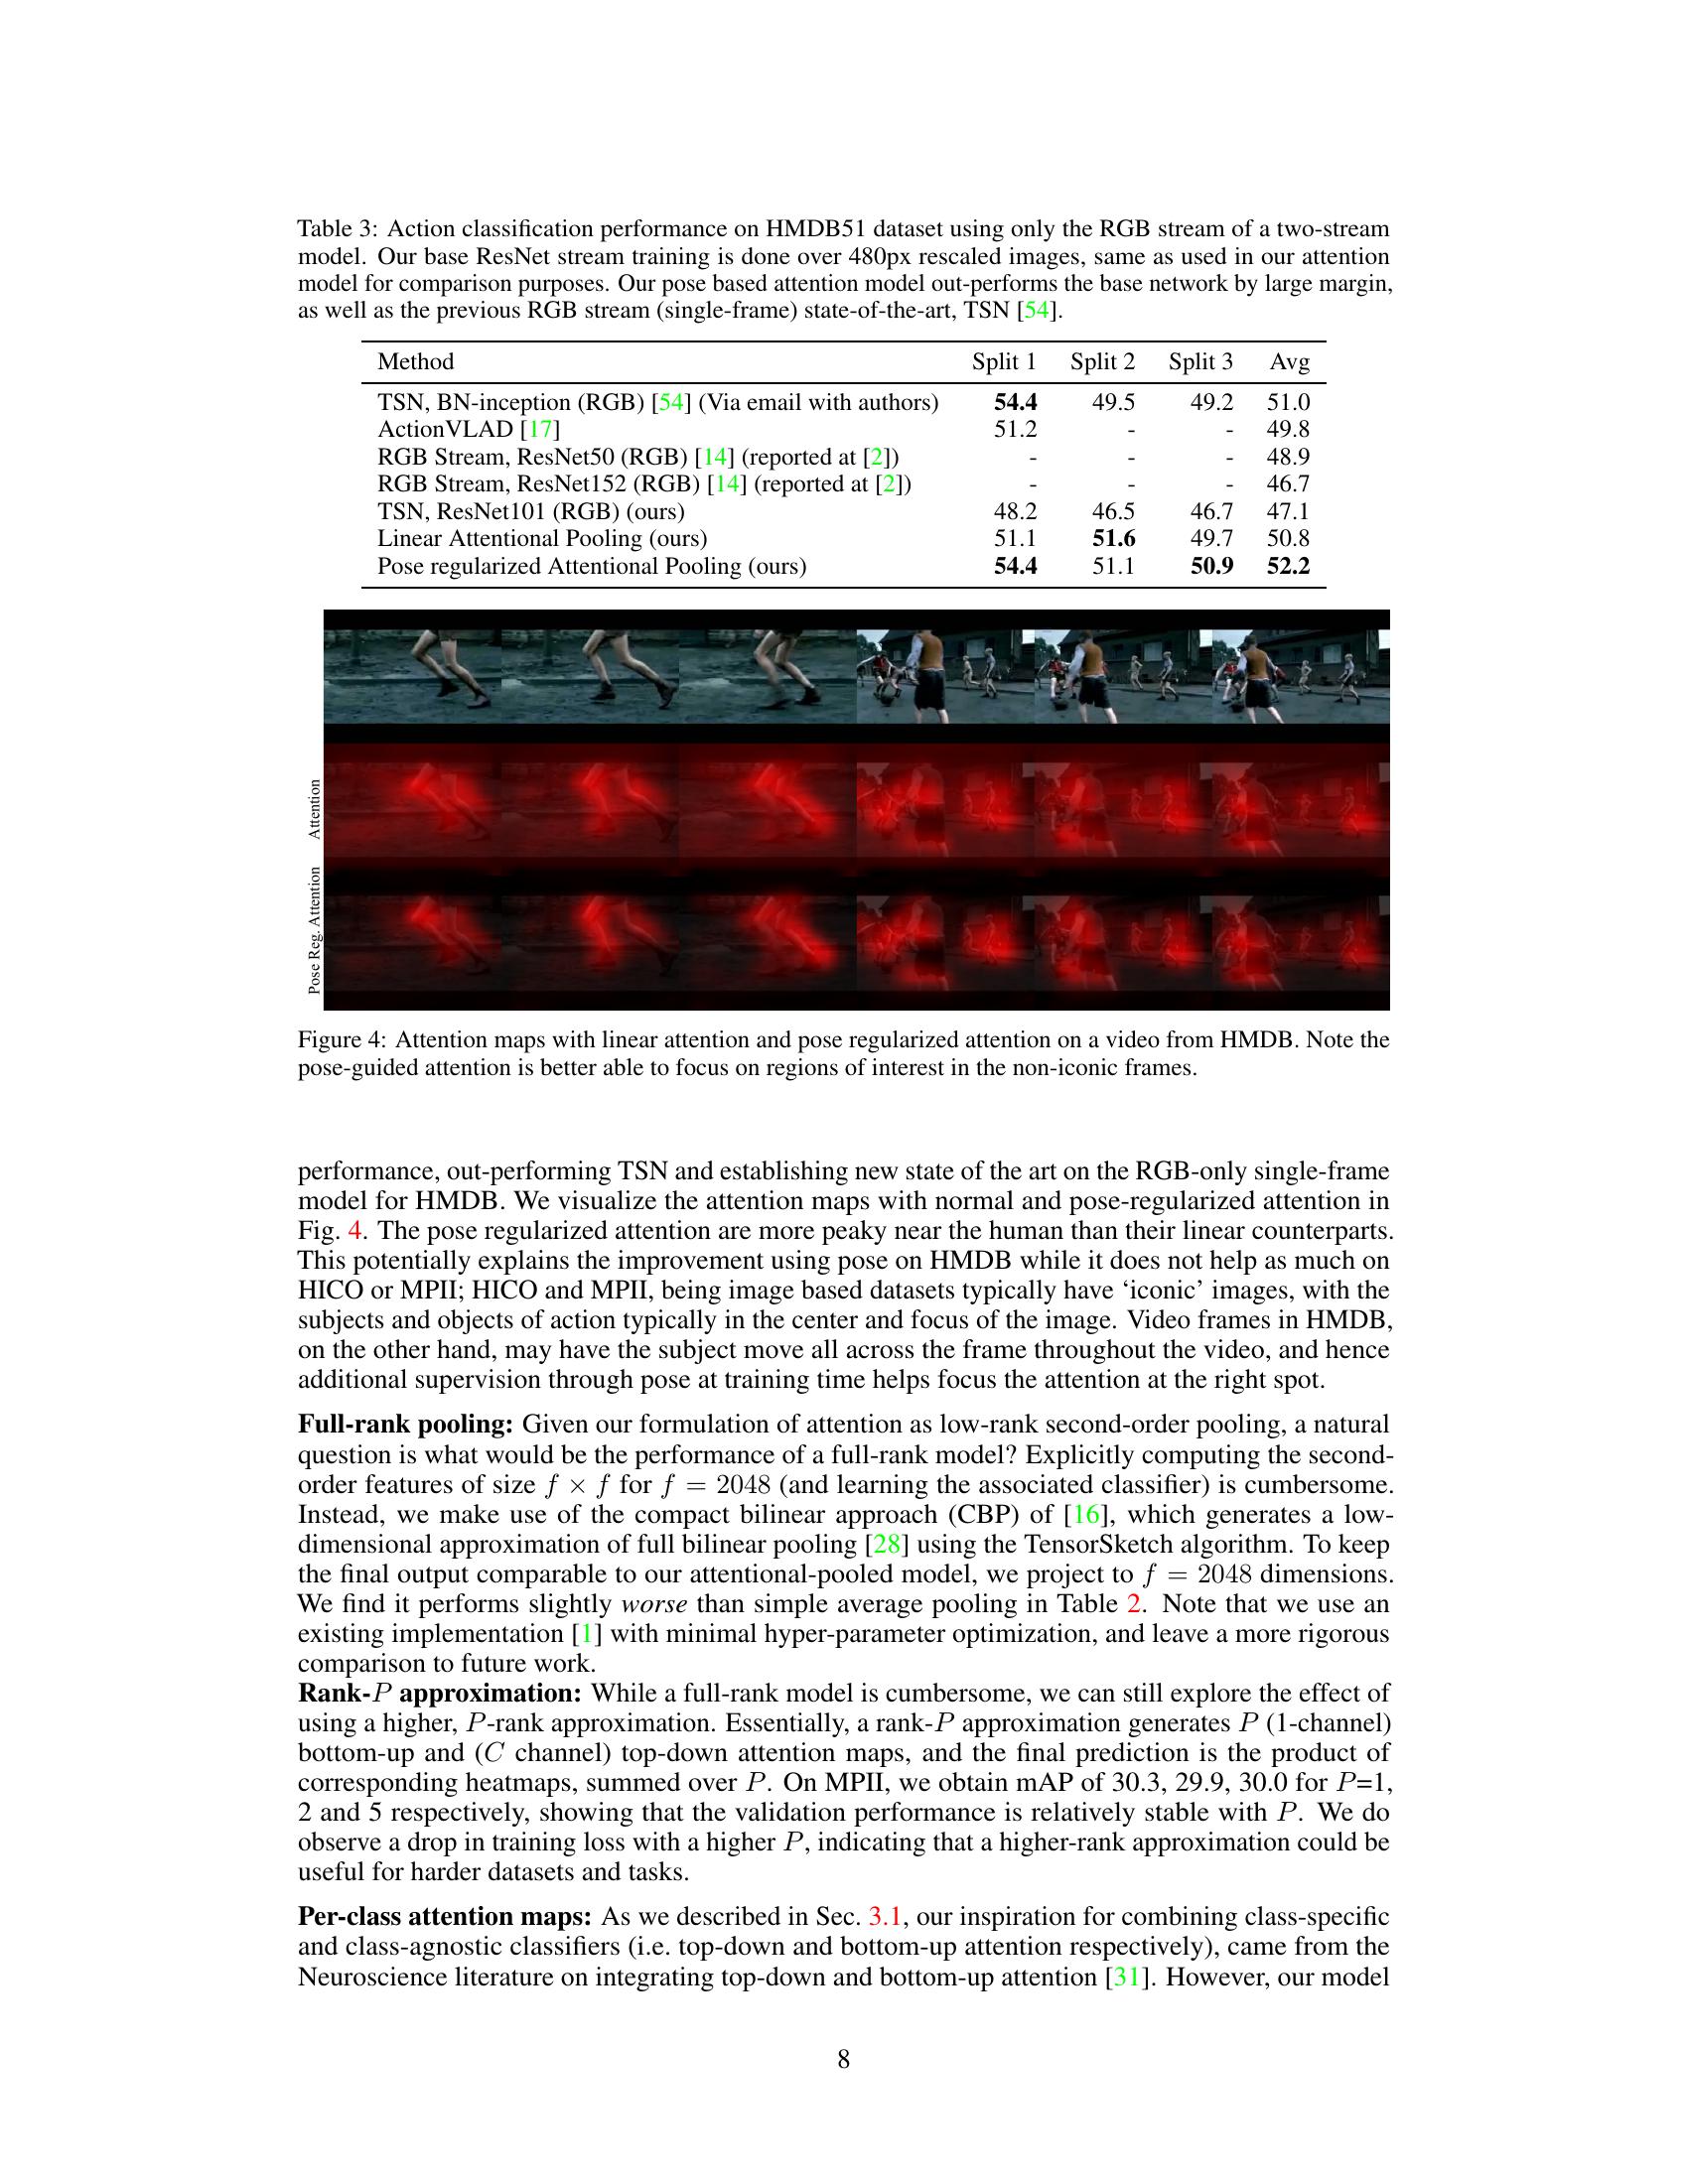 Table 3: Action classification performance on HMDB51 dataset using only the RGB stream of a two-stream
model. Our base ResNet stream training is done over 480px rescaled images, same as used in our attention
model for comparison purposes. Our pose based attention model out-performs the base network by large margin,
as well as the previous RGB stream (single-frame) state-of-the-art, TSN [54].
Method Split 1 Split 2 Split 3 Avg
TSN, BN-inception (RGB) [54] (Via email with authors) 54.4 49.5 49.2 51.0
ActionVLAD [17] 51.2 - - 49.8
RGB Stream, ResNet50 (RGB) [14] (reported at [2]) - - - 48.9
RGB Stream, ResNet152 (RGB) [14] (reported at [2]) - - - 46.7
TSN, ResNet101 (RGB) (ours) 48.2 46.5 46.7 47.1
Linear Attentional Pooling (ours) 51.1 51.6 49.7 50.8
Pose regularized Attentional Pooling (ours) 54.4 51.1 50.9 52.2
Attention
Pose Reg. Attention
Figure 4: Attention maps with linear attention and pose regularized attention on a video from HMDB. Note the
pose-guided attention is better able to focus on regions of interest in the non-iconic frames.
performance, out-performing TSN and establishing new state of the art on the RGB-only single-frame
model for HMDB. We visualize the attention maps with normal and pose-regularized attention in
Fig. 4. The pose regularized attention are more peaky near the human than their linear counterparts.
This potentially explains the improvement using pose on HMDB while it does not help as much on
HICO or MPII; HICO and MPII, being image based datasets typically have ‘iconic’ images, with the
subjects and objects of action typically in the center and focus of the image. Video frames in HMDB,
on the other hand, may have the subject move all across the frame throughout the video, and hence
additional supervision through pose at training time helps focus the attention at the right spot.
Full-rank pooling: Given our formulation of attention as low-rank second-order pooling, a natural
question is what would be the performance of a full-rank model? Explicitly computing the second-
order features of size f × f for f = 2048 (and learning the associated classifier) is cumbersome.
Instead, we make use of the compact bilinear approach (CBP) of [16], which generates a low-
dimensional approximation of full bilinear pooling [28] using the TensorSketch algorithm. To keep
the final output comparable to our attentional-pooled model, we project to f = 2048 dimensions.
We find it performs slightly worse than simple average pooling in Table 2. Note that we use an
existing implementation [1] with minimal hyper-parameter optimization, and leave a more rigorous
comparison to future work.
Rank-P approximation: While a full-rank model is cumbersome, we can still explore the effect of
using a higher, P-rank approximation. Essentially, a rank-P approximation generates P (1-channel)
bottom-up and (C channel) top-down attention maps, and the final prediction is the product of
corresponding heatmaps, summed over P. On MPII, we obtain mAP of 30.3, 29.9, 30.0 for P=1,
2 and 5 respectively, showing that the validation performance is relatively stable with P. We do
observe a drop in training loss with a higher P, indicating that a higher-rank approximation could be
useful for harder datasets and tasks.
Per-class attention maps: As we described in Sec. 3.1, our inspiration for combining class-specific
and class-agnostic classifiers (i.e. top-down and bottom-up attention respectively), came from the
Neuroscience literature on integrating top-down and bottom-up attention [31]. However, our model
8